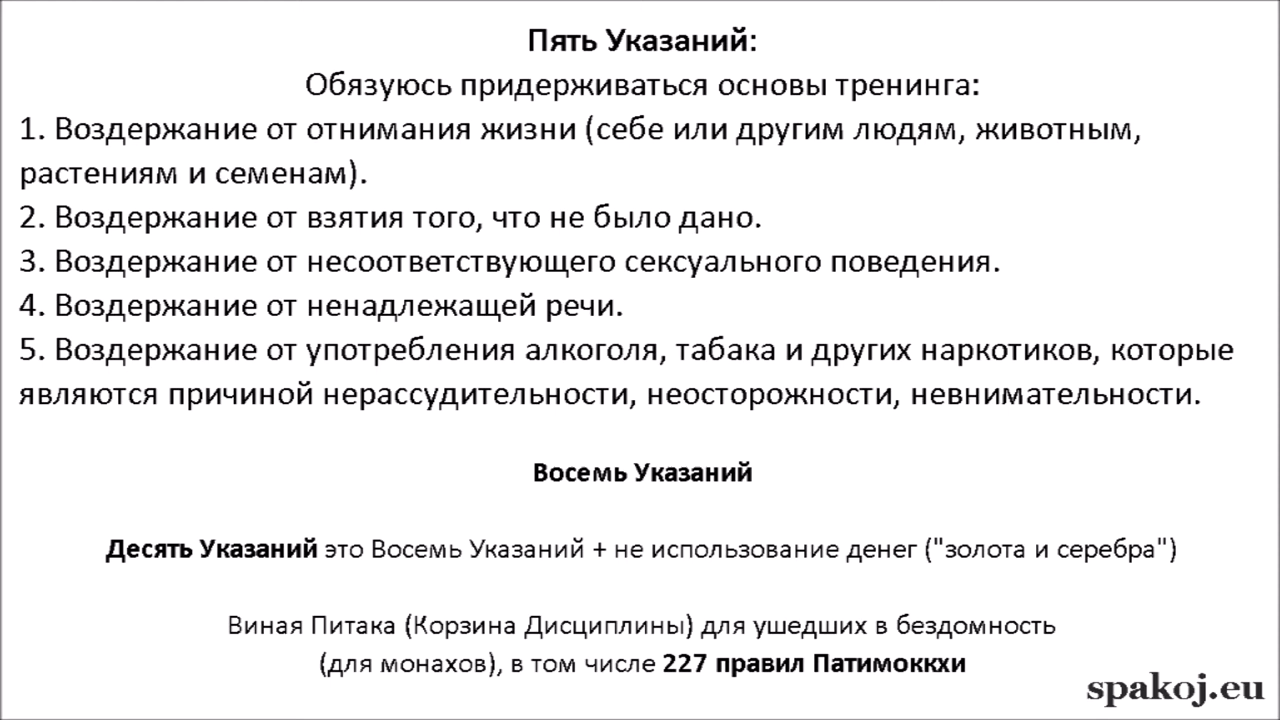 Пять Указаний:
Обязуюсь придерживаться основы тренинга:
1. Воздержание от отнимания жизни (себе или другим людям, животным,
растениям и семенам).
2. Воздержание от взятия того, что не было дано.
3. Воздержание от несоответствующего сексуального поведения.
4. Воздержание от ненадлежащей речи.
5. Воздержание от употребления алкоголя, табака и других наркотиков, которые
являются причиной нерассудительности, неосторожности, невнимательности.
Восемь Указаний
Десять Указаний это Восемь Указаний + не использование денег ("золота и серебра")
Виная Питака (Корзина Дисциплины) для ушедших в бездомность
(для монахов), в том числе 227 правил Патимоккхи
spakoj.eu